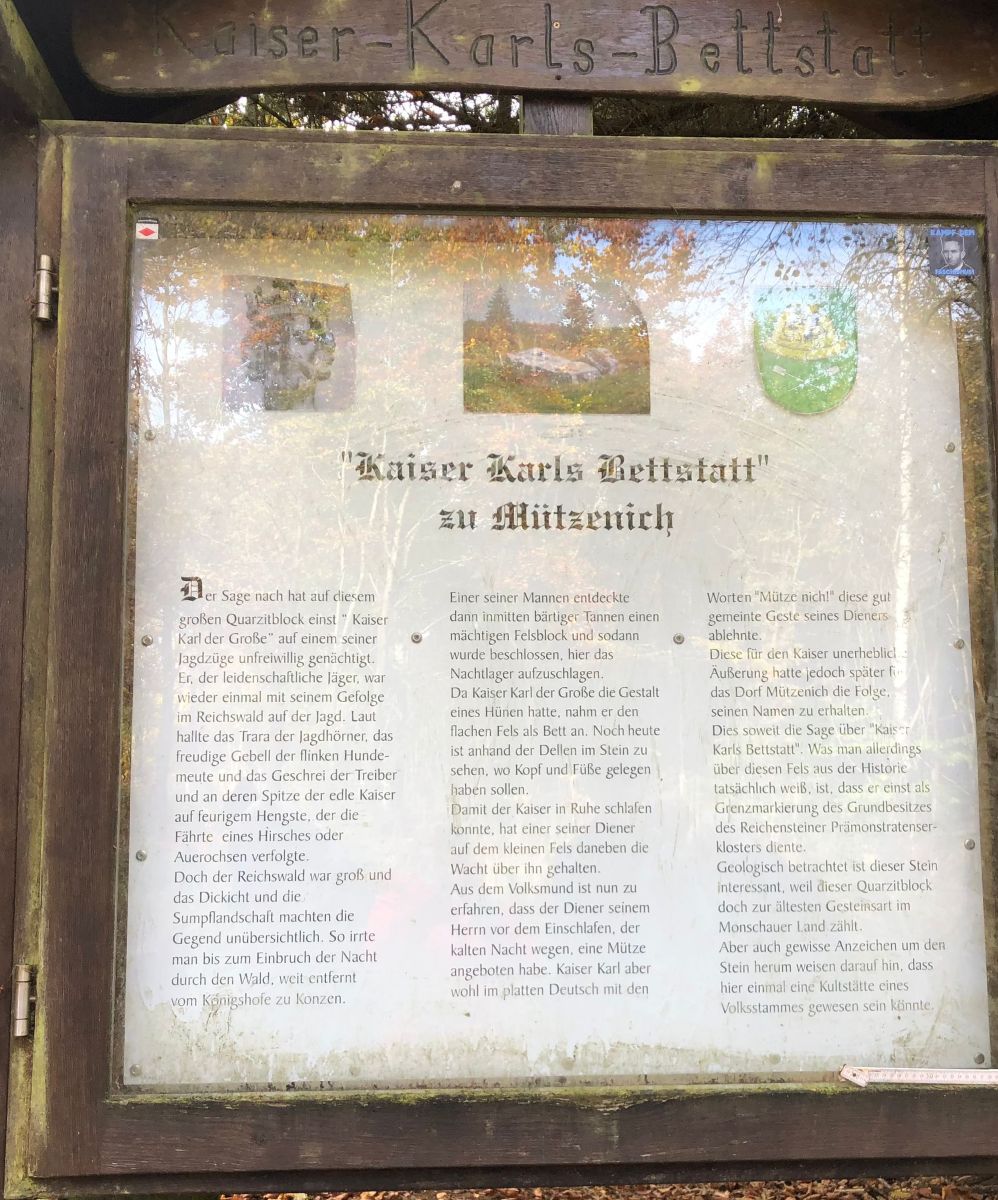 Kaiser-Karls-Bettstatt
KAMPF DEM
FASCHISMUS
"Kaiser Karls Bettstatt"
zu Mützenich
Der Sage nach hat auf diesem
großen Quarzitblock einst " Kaiser
Karl der Große" auf einem seiner
Jagdzüge unfreiwillig genächtigt.
Er, der leidenschaftliche Jäger, war
wieder einmal mit seinem Gefolge
im Reichswald auf der Jagd. Laut
hallte das Trara der Jagdhörner, das
freudige Gebell der flinken Hunde-
meute und das Geschrei der Treiber
und an deren Spitze der edle Kaiser
auf feurigem Hengste, der die
Fährte eines Hirsches oder
Auerochsen verfolgte.
Doch der Reichswald war groß und
das Dickicht und die
Sumpflandschaft machten die
Gegend unübersichtlich. So irrte
man bis zum Einbruch der Nacht
durch den Wald, weit entfernt
vom Königshofe zu Konzen.
Einer seiner Mannen entdeckte
dann inmitten bärtiger Tannen einen
mächtigen Felsblock und sodann
wurde beschlossen, hier das
Nachtlager aufzuschlagen.
Da Kaiser Karl der Große die Gestalt
eines Hünen hatte, nahm er den
flachen Fels als Bett an. Noch heute
ist anhand der Dellen im Stein zu
sehen, wo Kopf und Füße gelegen
haben sollen.
Damit der Kaiser in Ruhe schlafen
konnte, hat einer seiner Diener
auf dem kleinen Fels daneben die
Wacht über ihn gehalten.
Aus dem Volksmund ist nun zu
erfahren, dass der Diener seinem
Herrn vor dem Einschlafen, der
kalten Nacht wegen, eine Mütze
angeboten habe. Kaiser Karl aber
wohl im platten Deutsch mit den
Worten "Mütze nich!" diese gut
gemeinte Geste seines Dieners
ablehnte.
Diese für den Kaiser unerhebliche
Äußerung hatte jedoch später für
das Dorf Mützenich die Folge,
seinen Namen zu erhalten.
Dies soweit die Sage über "Kaiser
Karls Bettstatt". Was man allerdings
über diesen Fels aus der Historie
tatsächlich weiß, ist, dass er einst als
Grenzmarkierung des Grundbesitzes
des Reichensteiner Prämonstratenser-
klosters diente.
Geologisch betrachtet ist dieser Stein
interessant, weil dieser Quarzitblock
doch zur ältesten Gesteinsart im
Monschauer Land zählt.
Aber auch gewisse Anzeichen um den
Stein herum weisen darauf hin, dass
hier einmal eine Kultstätte eines
Volksstammes gewesen sein könnte.